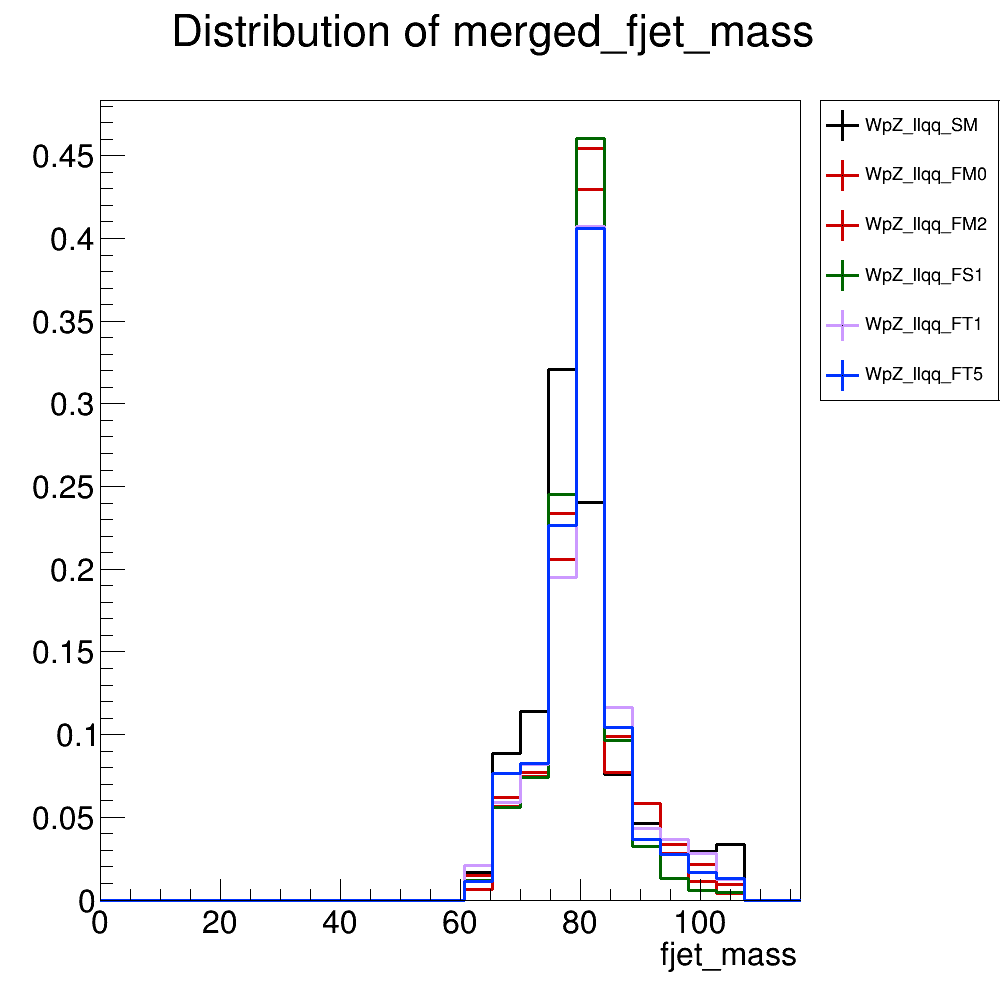 Distribution of merged_fjet_mass
WpZ_llqq_SM
WpZ_llqq_FM0
WpZ_llqq_FM2
WpZ_llqq_FS1
WpZ_llqq_FT1
WpZ_llqq_FT5
0.45
0.4
0.35
0.3
0.25
0.2
0.15
0.1
0.05
0
0 20 40 60 80 100
fjet_mass